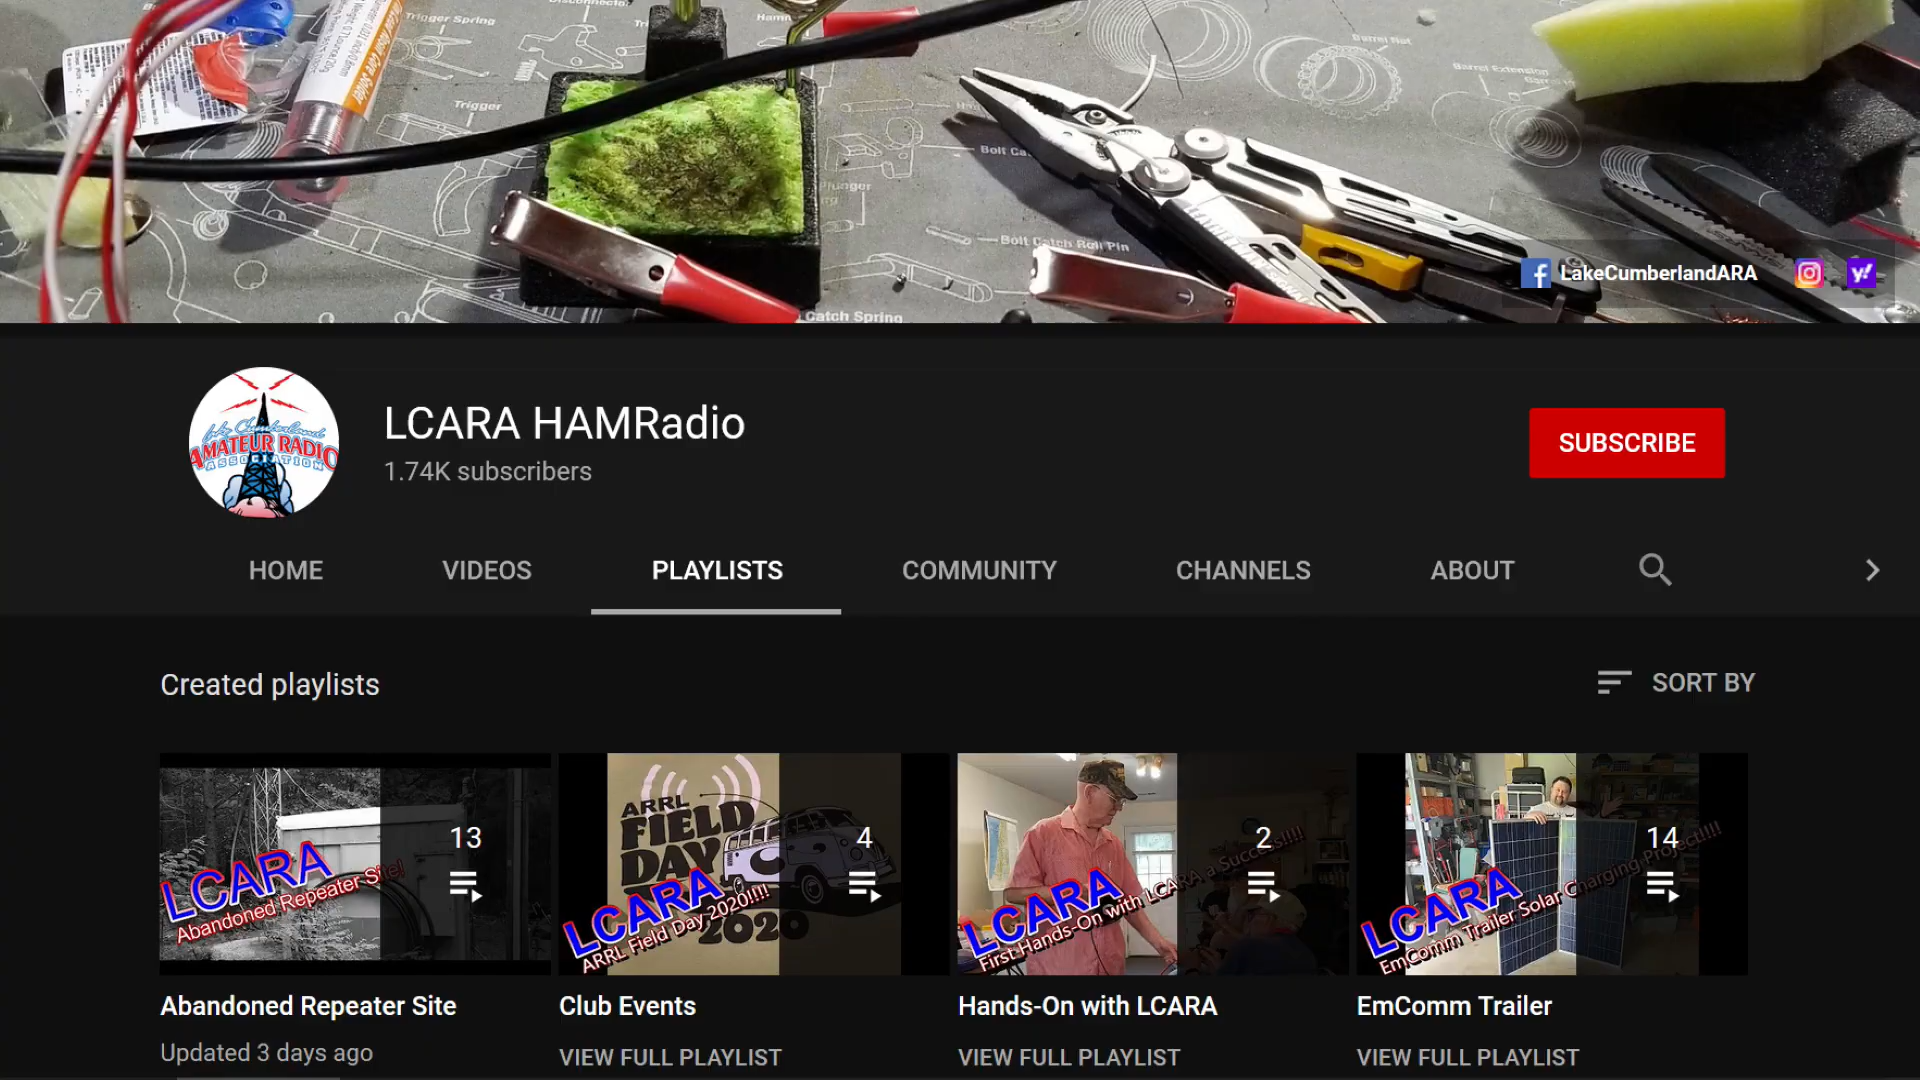 Trigger Spring
Hamm
Barrel Nut
Barrel Extension
Trigger
Bolt Ca
lunger
Bolt Catch Roll Pin
Catch Spring
LakeCumberlandARA
y!
Lake Cumberland
AMATEUR RADIO
ASSOCIATION
LCARA HAMRadio
1.74K subscribers
SUBSCRIBE
HOME
VIDEOS
PLAYLISTS
COMMUNITY
CHANNELS
ABOUT
Created playlists
SORT BY
13
LCARA
Abandoned Repeater Site!
ARRL
FIELD
DAY
2020
4
LCARA
ARRL Field Day 2020!!!!
2
LCARA
First Hands-On with LCARA a Success!!!!
14
LCARA
EmComm Trailer Solar Charging Project!!!!
Abandoned Repeater Site
Updated 3 days ago
Club Events
VIEW FULL PLAYLIST
Hands-On with LCARA
VIEW FULL PLAYLIST
EmComm Trailer
VIEW FULL PLAYLIST